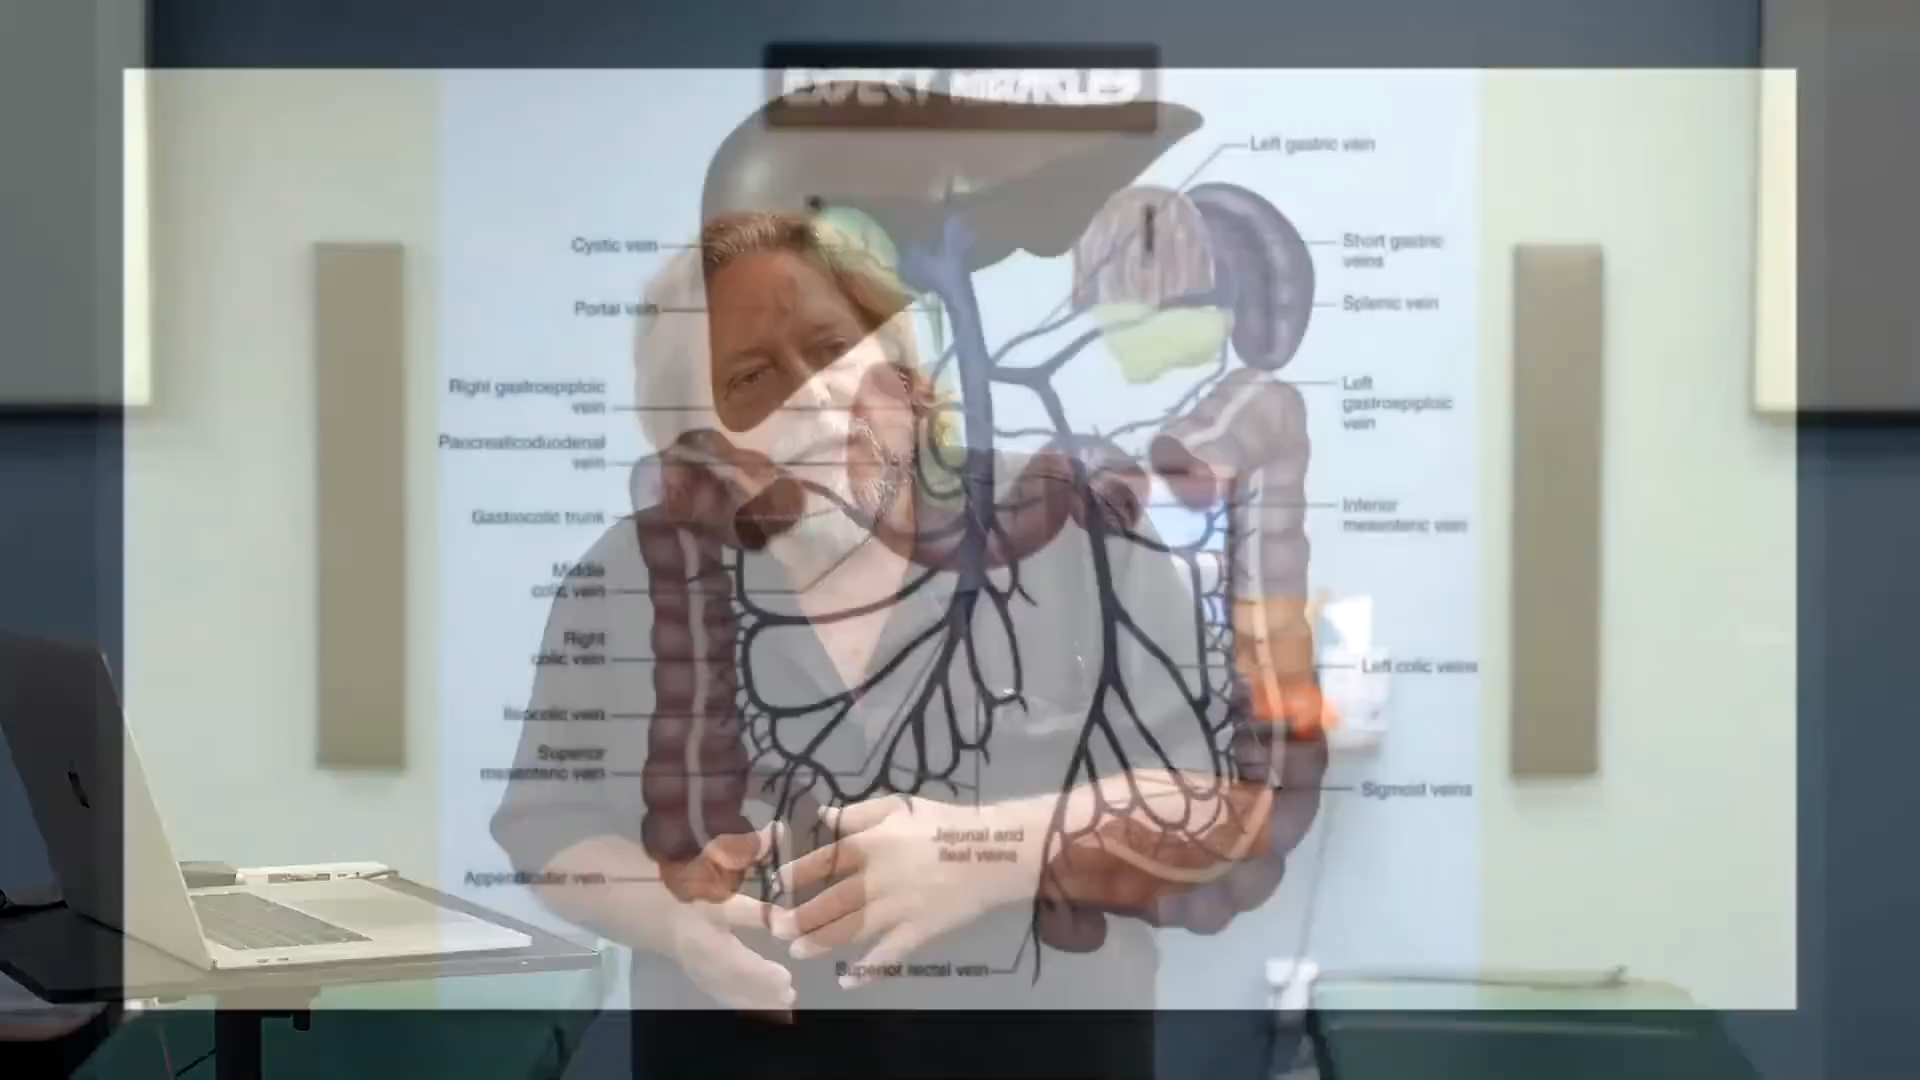 EXPECT MIRACLES
Left gastric vein
Cystic vein
Short gastric
veins
Portal vein
Splenic vein
Right gastroepiploic
vein
Left
gastroepiploic
vein
Pancreaticoduodenal
vein
Gastrocolic trunk
Inferior
mesenteric vein
Middle
colic vein
Right
colic vein
Left colic veins
Ileocolic vein
Superior
mesenteric vein
Sigmoid veins
Jejunal and
ileal veins
Appendicular vein
Superior rectal vein